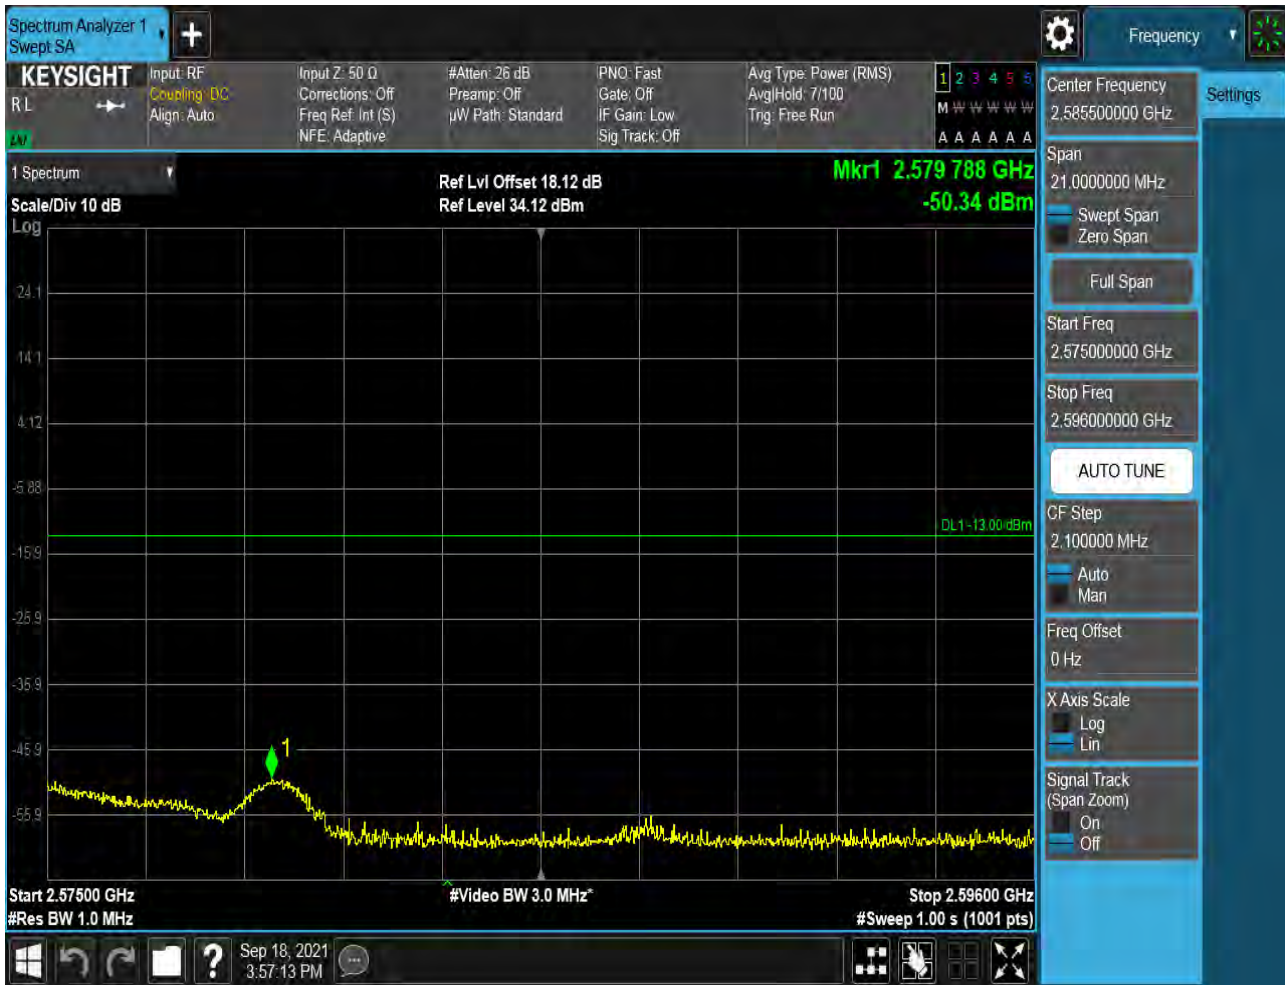 Spectrum Analyzer 1
Swept SA
Frequency
KEYSIGHT
R L
Input: RF
Coupling: DC
Align: Auto
Input Z: 50 Ω
Corrections: Off
Freq Ref: Int (S)
NFE: Adaptive
#Atten: 26 dB
Preamp: Off
µW Path: Standard
PNO: Fast
Gate: Off
IF Gain: Low
Sig Track: Off
Avg Type: Power (RMS)
Avg|Hold: 7/100
Trig: Free Run
1 2 3 4 5 6
M W W W W W
A A A A A A
1 Spectrum
Scale/Div 10 dB
Log
Ref Lvl Offset 18.12 dB
Ref Level 34.12 dBm
Mkr1 2.579 788 GHz
-50.34 dBm
24.1
14.1
4.12
-5.88
-15.9
-25.9
-35.9
-45.9
-55.9
DL1 -13.00 dBm
1
Start 2.57500 GHz
#Res BW 1.0 MHz
#Video BW 3.0 MHz*
Stop 2.59600 GHz
#Sweep 1.00 s (1001 pts)
Sep 18, 2021
3:57:13 PM
Center Frequency
2.585500000 GHz
Span
21.0000000 MHz
Swept Span
Zero Span
Full Span
Start Freq
2.575000000 GHz
Stop Freq
2.596000000 GHz
AUTO TUNE
CF Step
2.100000 MHz
Auto
Man
Freq Offset
0 Hz
X Axis Scale
Log
Lin
Signal Track
(Span Zoom)
On
Off
Settings